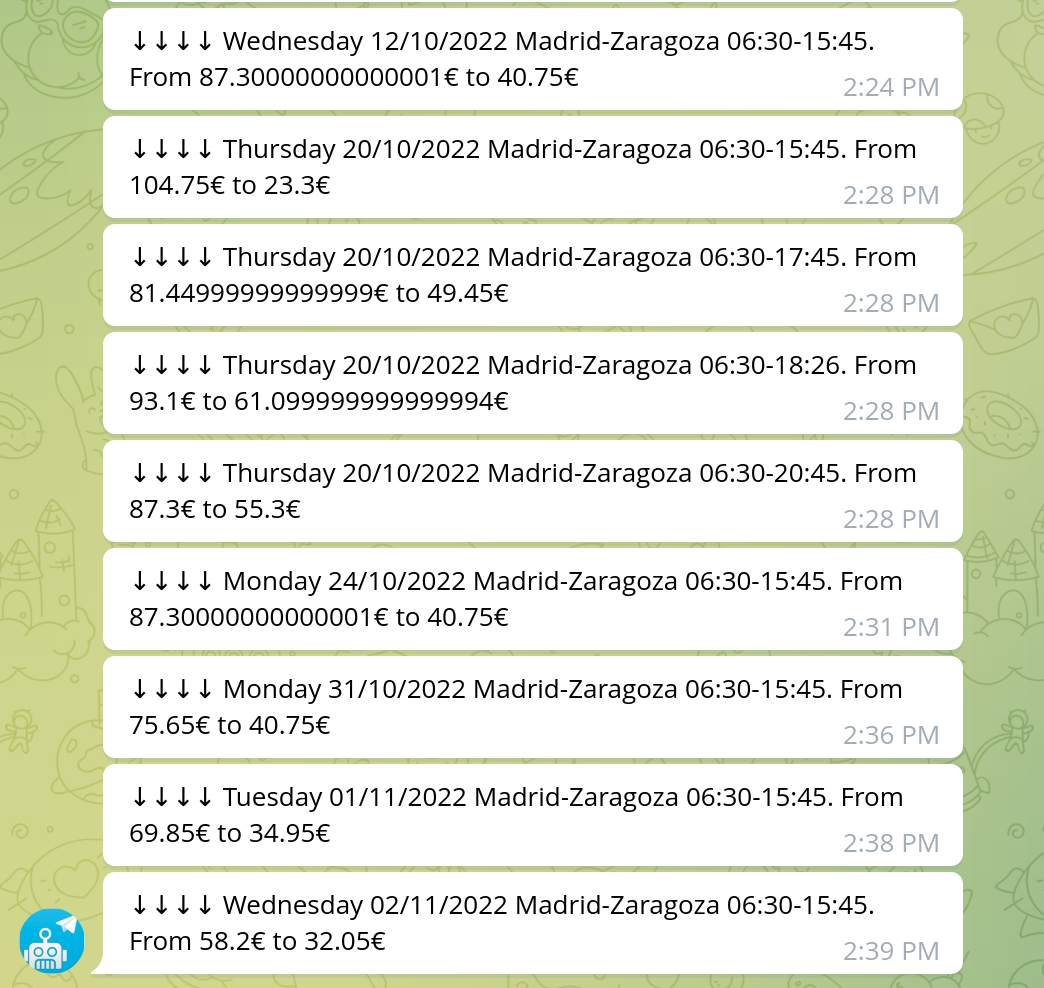 ↓↓↓↓ Wednesday 12/10/2022 Madrid-Zaragoza 06:30-15:45.
From 87.30000000000001€ to 40.75€
2:24 PM
↓↓↓↓ Thursday 20/10/2022 Madrid-Zaragoza 06:30-15:45. From
104.75€ to 23.3€
2:28 PM
↓↓↓↓ Thursday 20/10/2022 Madrid-Zaragoza 06:30-17:45. From
81.44999999999999€ to 49.45€
2:28 PM
↓↓↓↓ Thursday 20/10/2022 Madrid-Zaragoza 06:30-18:26. From
93.1€ to 61.099999999999994€
2:28 PM
↓↓↓↓ Thursday 20/10/2022 Madrid-Zaragoza 06:30-20:45. From
87.3€ to 55.3€
2:28 PM
↓↓↓↓ Monday 24/10/2022 Madrid-Zaragoza 06:30-15:45. From
87.30000000000001€ to 40.75€
2:31 PM
↓↓↓↓ Monday 31/10/2022 Madrid-Zaragoza 06:30-15:45. From
75.65€ to 40.75€
2:36 PM
↓↓↓↓ Tuesday 01/11/2022 Madrid-Zaragoza 06:30-15:45. From
69.85€ to 34.95€
2:38 PM
↓↓↓↓ Wednesday 02/11/2022 Madrid-Zaragoza 06:30-15:45.
From 58.2€ to 32.05€
2:39 PM